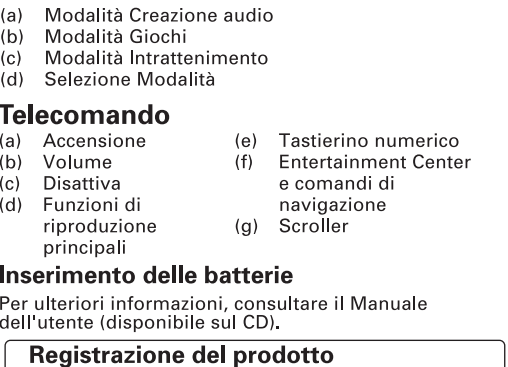 (a) Modalità Creazione audio
(b) Modalità Giochi
(c) Modalità Intrattenimento
(d) Selezione Modalità
Telecomando
(a) Accensione
(b) Volume
(c) Disattiva
(d) Funzioni di
riproduzione
principali
(e) Tastierino numerico
(f) Entertainment Center
e comandi di
navigazione
(g) Scroller
Inserimento delle batterie
Per ulteriori informazioni, consultare il Manuale
dell'utente (disponibile sul CD).
Registrazione del prodotto